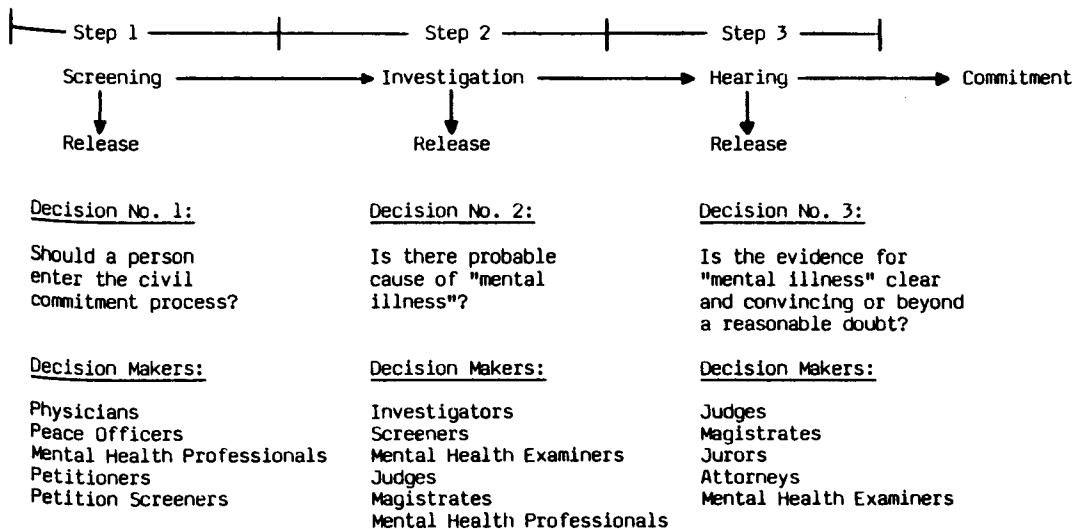 Step 1 Step 2 Step 3
Screening Investigation Hearing Commitment
Release Release Release
Decision No. 1:
Should a person
enter the civil
commitment process?
Decision Makers:
Physicians
Peace Officers
Mental Health Professionals
Petitioners
Petition Screeners
Decision No. 2:
Is there probable
cause of "mental
illness"?
Decision Makers:
Investigators
Screeners
Mental Health Examiners
Judges
Magistrates
Mental Health Professionals
Decision No. 3:
Is the evidence for
"mental illness" clear
and convincing or beyond
a reasonable doubt?
Decision Makers:
Judges
Magistrates
Jurors
Attorneys
Mental Health Examiners